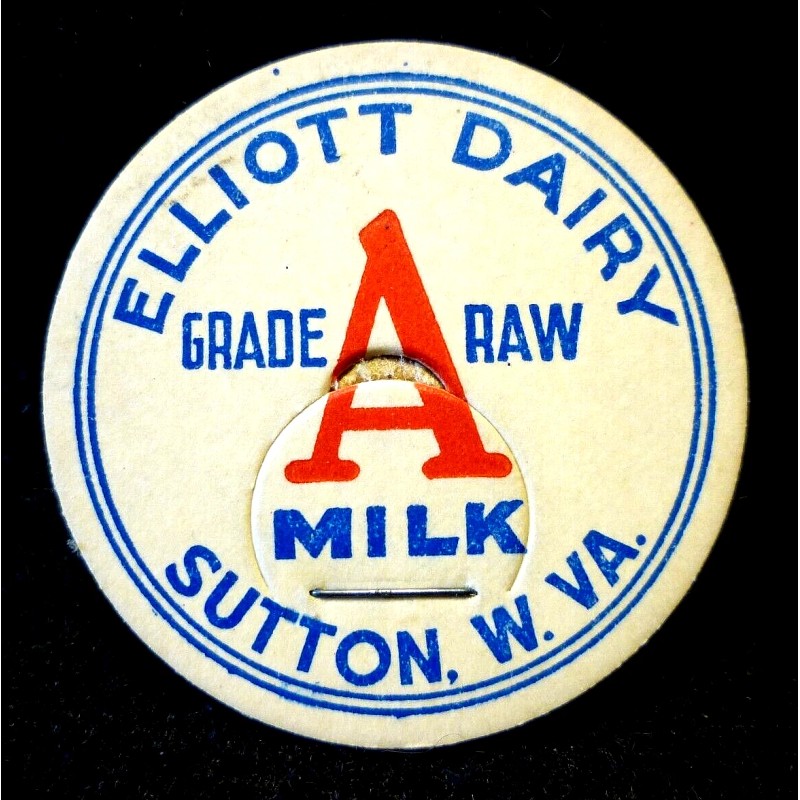 ELLIOTT DAIRY
GRADE A RAW
MILK
SUTTON, W. VA.